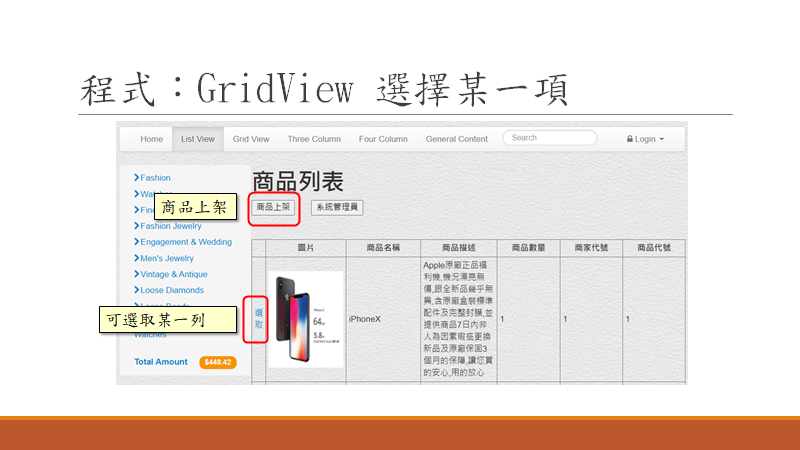 程式：GridView 選擇某一項
Home List View Grid View Three Column Four Column General Content Search Login
Fashion
商品列表
商品上架
商品上架 系統管理員
Fashion Jewelry
Engagement & Wedding
Men's Jewelry
Vintage & Antique
Loose Diamonds
可選取某一列
Watches
Total Amount $448.42
圖片 商品名稱 商品描述 商品數量 商家代號 商品代號
選
取
iPhone X
64GB
5.8吋
iPhoneX
Apple原廠正品福
利機,機況漂亮無
傷,跟全新品幾乎無
異,含原廠盒裝標準
配件及完整封膜,並
提供商品7日內非
人為因素瑕疵更換
新品及原廠保固3
個月的保障,讓您買
的安心,用的放心
1 1 1